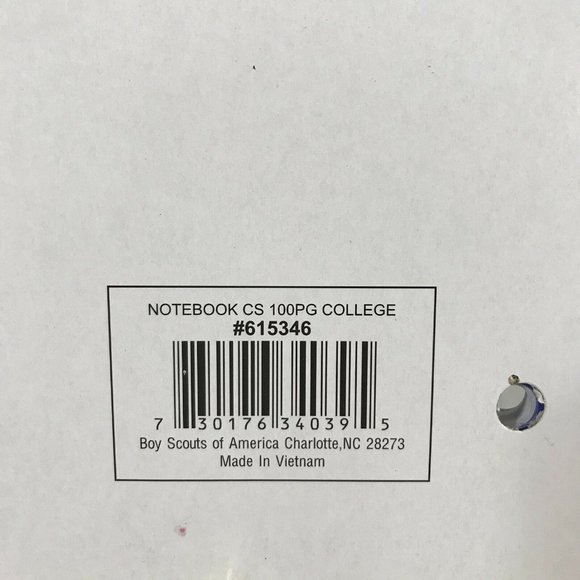 NOTEBOOK CS 100PG COLLEGE
#615346
7 30176 34039 5
Boy Scouts of America Charlotte,NC 28273
Made In Vietnam